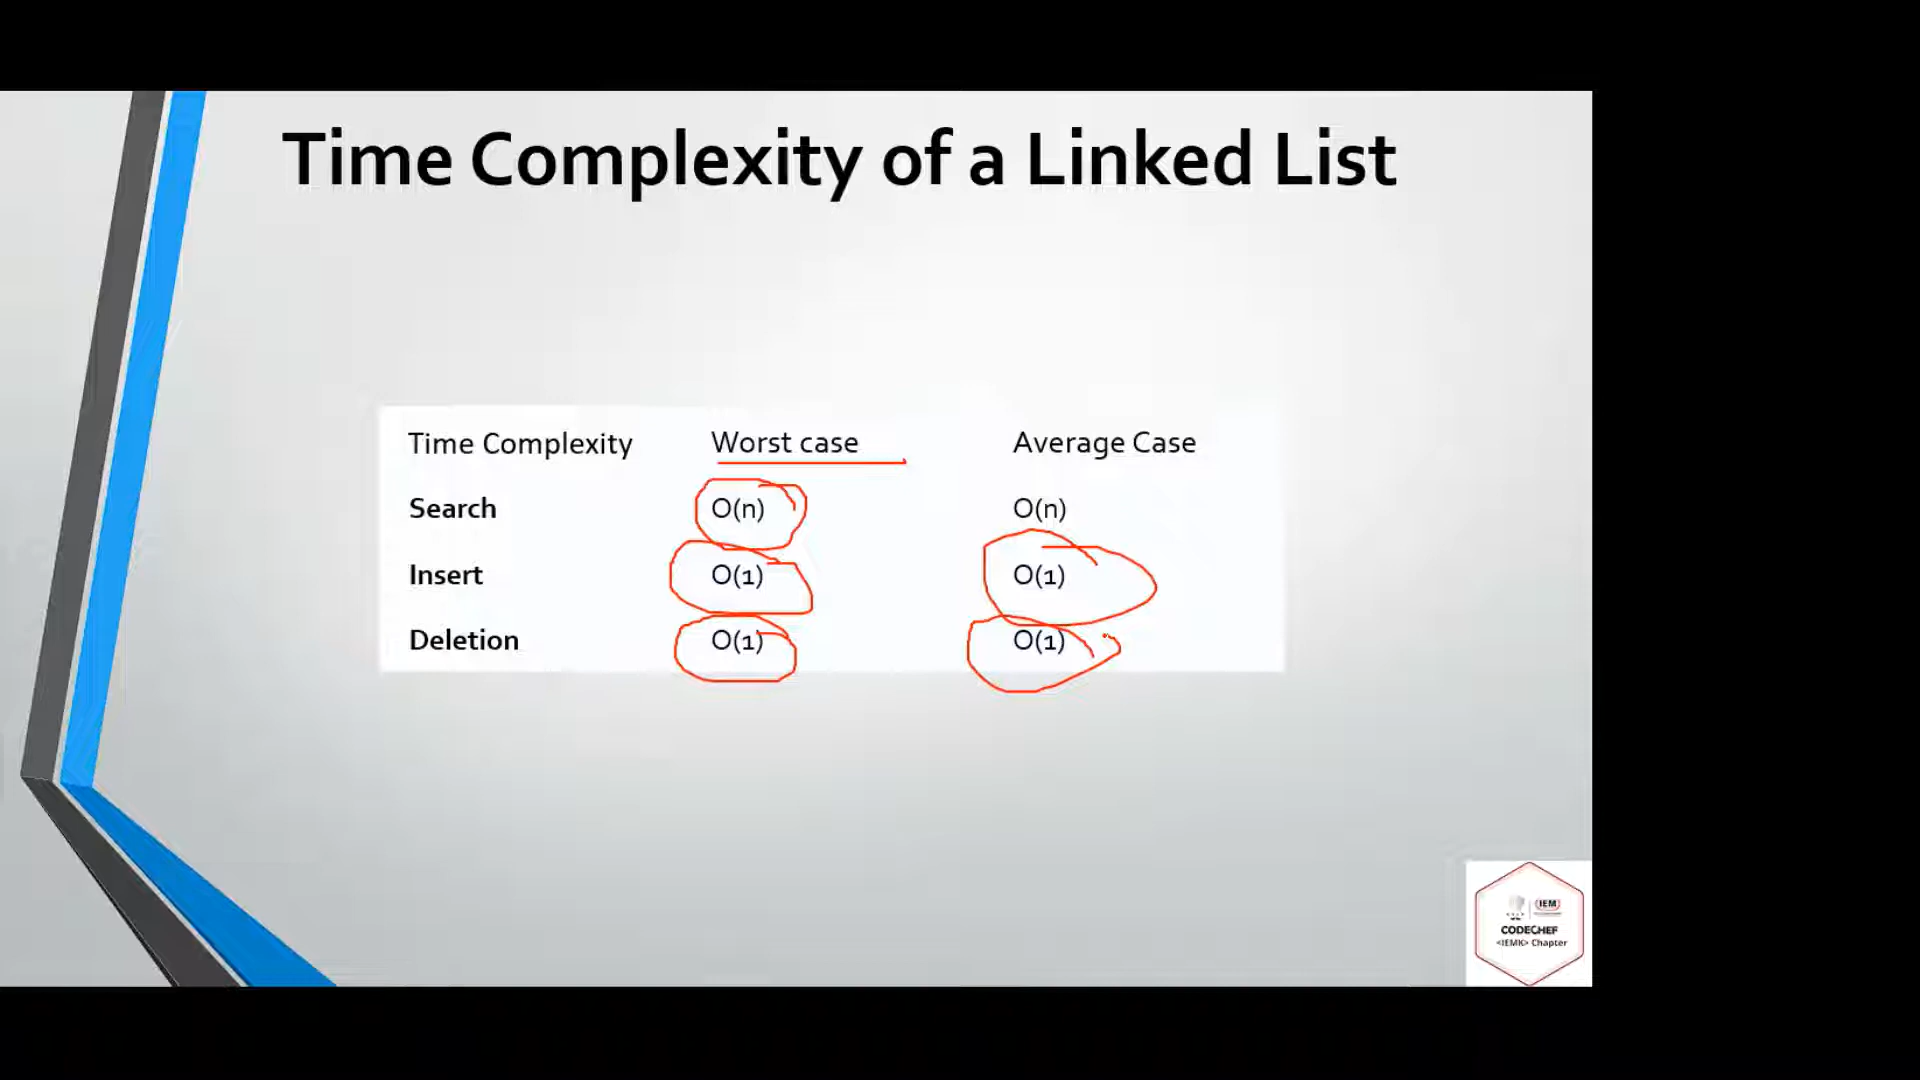 Time Complexity of a Linked List
Time Complexity Worst case Average Case
Search O(n) O(n)
Insert O(1) O(1)
Deletion O(1) O(1)
IEM
CODECHEF
<IEMK> Chapter